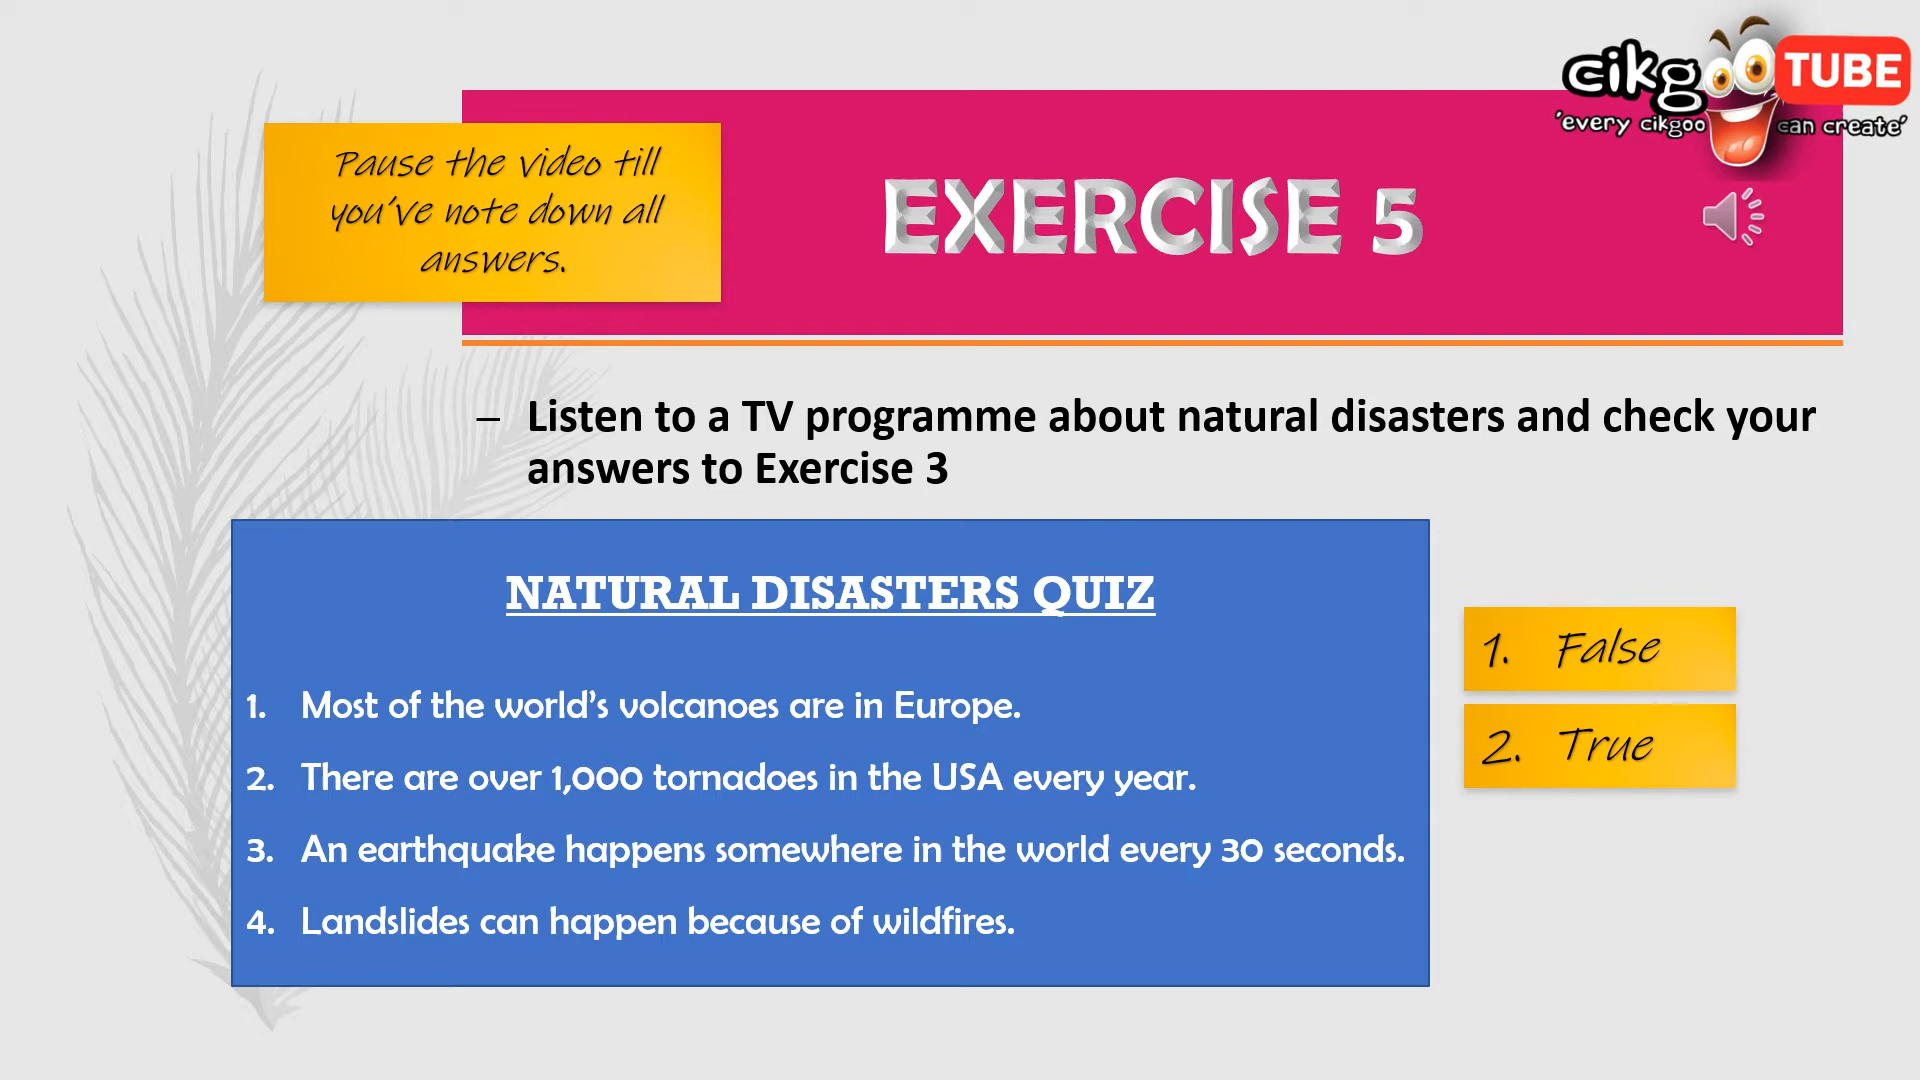 cikgoo TUBE
'every cikgoo can create'
Pause the video till
you've note down all
answers.
EXERCISE 5
– Listen to a TV programme about natural disasters and check your
answers to Exercise 3
NATURAL DISASTERS QUIZ
1. Most of the world's volcanoes are in Europe.
2. There are over 1,000 tornadoes in the USA every year.
3. An earthquake happens somewhere in the world every 30 seconds.
4. Landslides can happen because of wildfires.
1. False
2. True